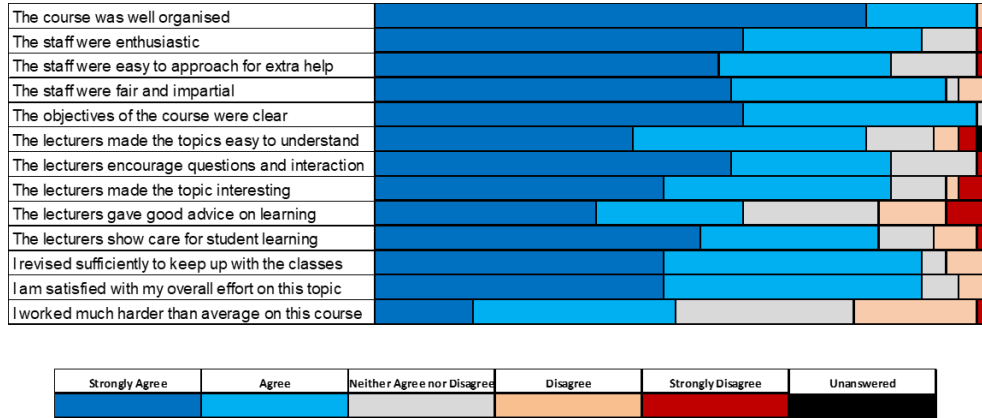 The course was well organised
The staff were enthusiastic
The staff were easy to approach for extra help
The staff were fair and impartial
The objectives of the course were clear
The lecturers made the topics easy to understand
The lecturers encourage questions and interaction
The lecturers made the topic interesting
The lecturers gave good advice on learning
The lecturers show care for student learning
I revised sufficiently to keep up with the classes
I am satisfied with my overall effort on this topic
I worked much harder than average on this course
Strongly Agree Agree Neither Agree nor Disagree Disagree Strongly Disagree Unanswered